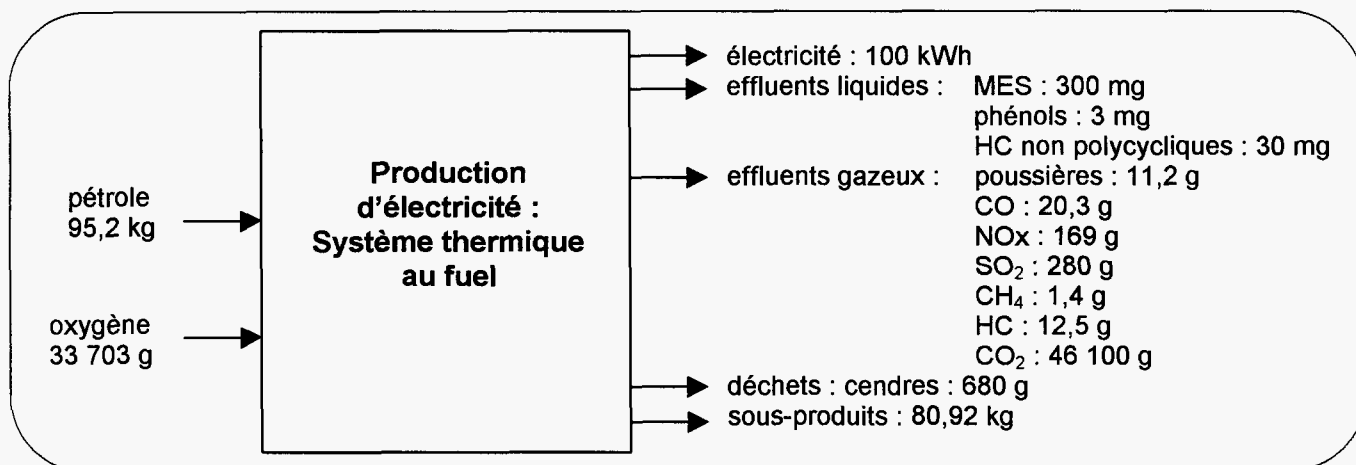 pétrole
95,2 kg
oxygène
33 703 g
Production
d'électricité :
Système thermique
au fuel
électricité : 100 kWh
effluents liquides : MES : 300 mg
phénols : 3 mg
HC non polycycliques : 30 mg
effluents gazeux : poussières : 11,2 g
CO : 20,3 g
NOx : 169 g
SO₂ : 280 g
CH₄ : 1,4 g
HC : 12,5 g
CO₂ : 46 100 g
déchets : cendres : 680 g
sous-produits : 80,92 kg